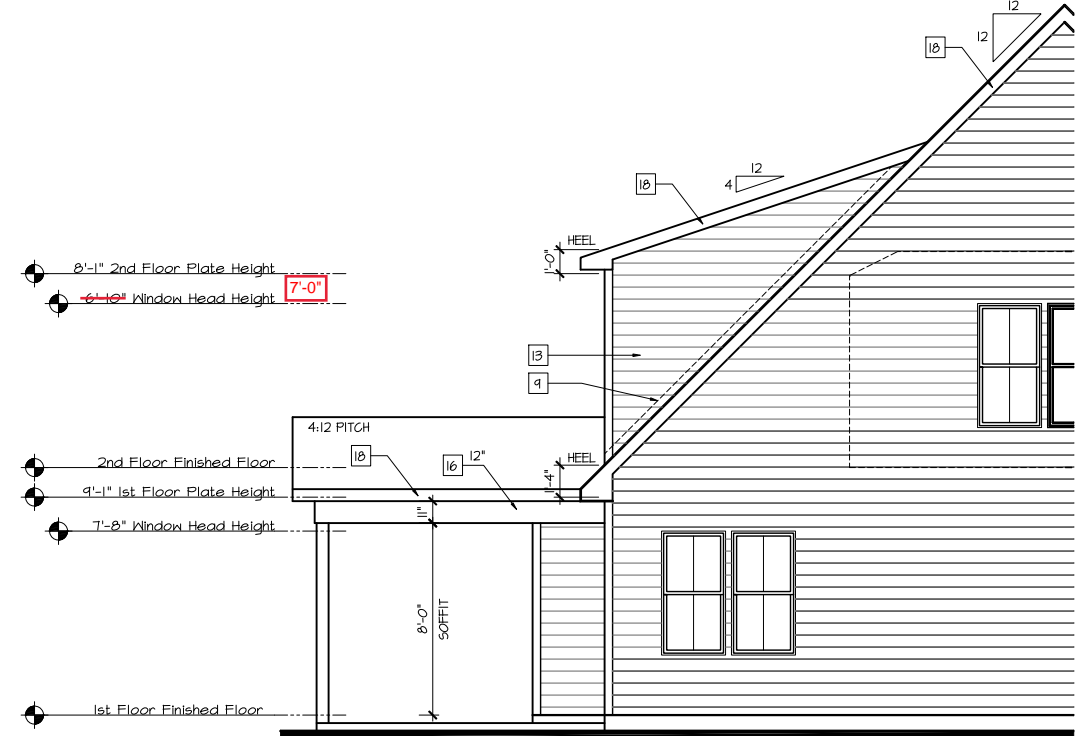 12
12
18
12
4
18
HEEL
1'-0"
8'-1" 2nd Floor Plate Height
7'-0"
6'-10" Window Head Height
13
9
4:12 PITCH
18
16
12"
HEEL
1'-4"
2nd Floor Finished Floor
9'-1" 1st Floor Plate Height
11"
7'-8" Window Head Height
8'-0"
SOFFIT
1st Floor Finished Floor